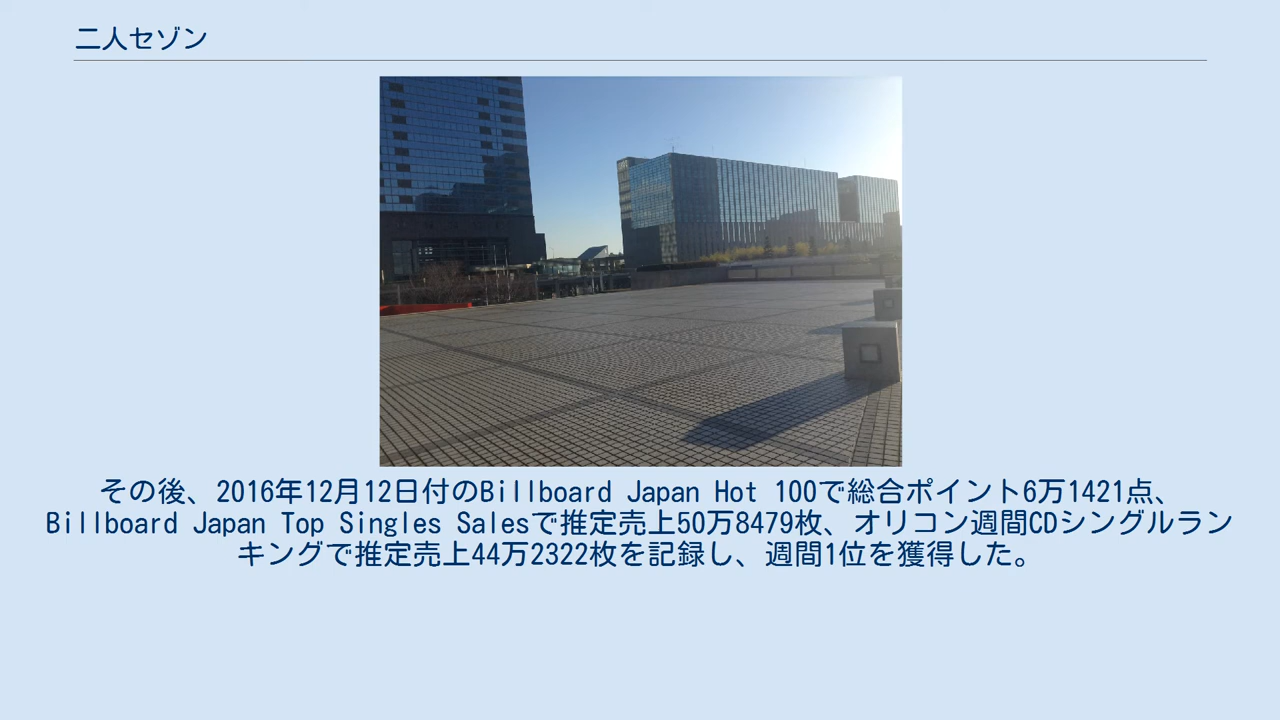 二人セゾン
その後、2016年12月12日付のBillboard Japan Hot 100で総合ポイント6万1421点、
Billboard Japan Top Singles Salesで推定売上50万8479枚、オリコン週間CDシングルラン
キングで推定売上44万2322枚を記録し、週間1位を獲得した。